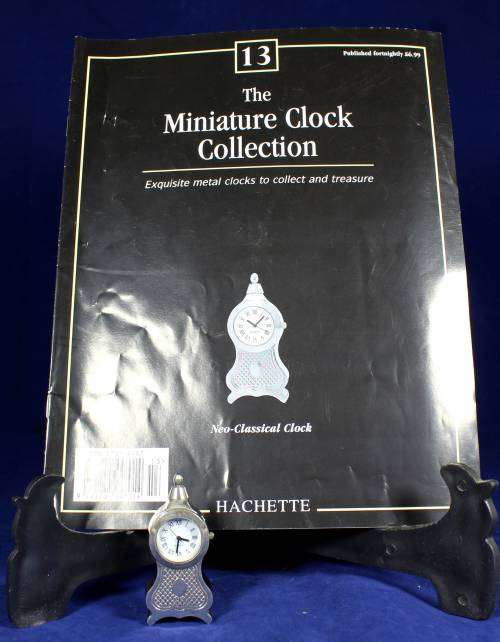 13
Published fortnightly £6.99
The
Miniature Clock
Collection
Exquisite metal clocks to collect and treasure
Neo-Classical Clock
HACHETTE